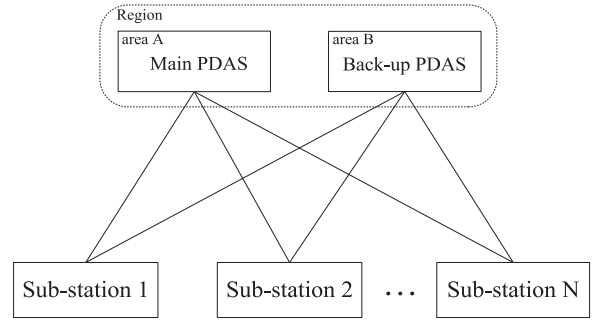 Region
area A
Main PDAS
area B
Back-up PDAS
Sub-station 1
Sub-station 2
...
Sub-station N